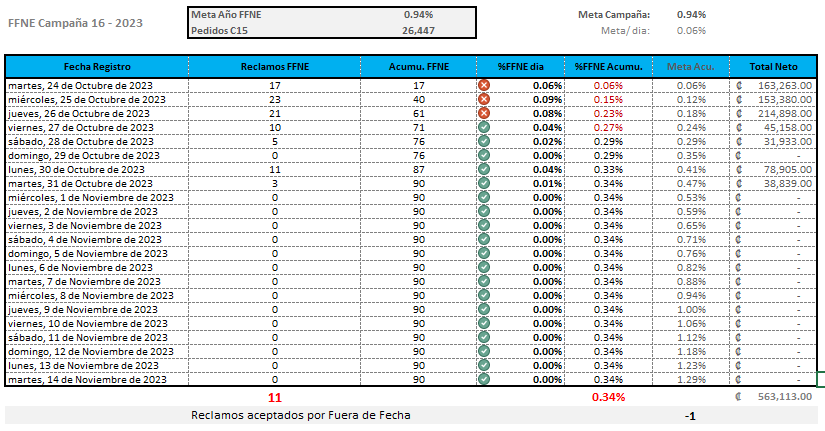 FFNE Campaña 16 - 2023
Meta Año FFNE 0.94%
Pedidos C15 26,447
Meta Campaña: 0.94%
Meta/ dia: 0.06%
Fecha Registro Reclamos FFNE Acumu. FFNE %FFNE dia %FFNE Acumu. Meta Acu. Total Neto
martes, 24 de Octubre de 2023 17 17 0.06% 0.06% 0.06% ₡ 163,263.00
miércoles, 25 de Octubre de 2023 23 40 0.09% 0.15% 0.12% ₡ 153,380.00
jueves, 26 de Octubre de 2023 21 61 0.08% 0.23% 0.18% ₡ 214,898.00
viernes, 27 de Octubre de 2023 10 71 0.04% 0.27% 0.24% ₡ 45,158.00
sábado, 28 de Octubre de 2023 5 76 0.02% 0.29% 0.29% ₡ 31,933.00
domingo, 29 de Octubre de 2023 0 76 0.00% 0.29% 0.35% ₡ -
lunes, 30 de Octubre de 2023 11 87 0.04% 0.33% 0.41% ₡ 78,905.00
martes, 31 de Octubre de 2023 3 90 0.01% 0.34% 0.47% ₡ 38,839.00
miércoles, 1 de Noviembre de 2023 0 90 0.00% 0.34% 0.53% ₡ -
jueves, 2 de Noviembre de 2023 0 90 0.00% 0.34% 0.59% ₡ -
viernes, 3 de Noviembre de 2023 0 90 0.00% 0.34% 0.65% ₡ -
sábado, 4 de Noviembre de 2023 0 90 0.00% 0.34% 0.71% ₡ -
domingo, 5 de Noviembre de 2023 0 90 0.00% 0.34% 0.76% ₡ -
lunes, 6 de Noviembre de 2023 0 90 0.00% 0.34% 0.82% ₡ -
martes, 7 de Noviembre de 2023 0 90 0.00% 0.34% 0.88% ₡ -
miércoles, 8 de Noviembre de 2023 0 90 0.00% 0.34% 0.94% ₡ -
jueves, 9 de Noviembre de 2023 0 90 0.00% 0.34% 1.00% ₡ -
viernes, 10 de Noviembre de 2023 0 90 0.00% 0.34% 1.06% ₡ -
sábado, 11 de Noviembre de 2023 0 90 0.00% 0.34% 1.12% ₡ -
domingo, 12 de Noviembre de 2023 0 90 0.00% 0.34% 1.18% ₡ -
lunes, 13 de Noviembre de 2023 0 90 0.00% 0.34% 1.23% ₡ -
martes, 14 de Noviembre de 2023 0 90 0.00% 0.34% 1.29% ₡ -
11 0.34% ₡ 563,113.00
Reclamos aceptados por Fuera de Fecha -1